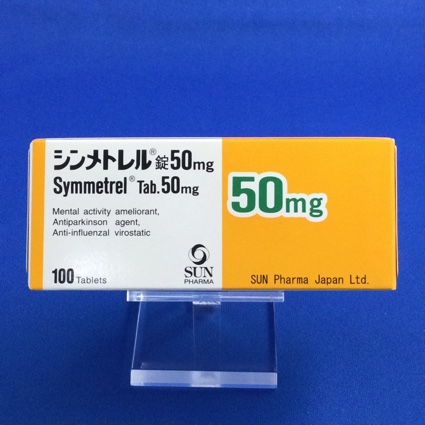 シンメトレル®錠50mg
Symmetrel® Tab.50mg
Mental activity ameliorant,
Antiparkinson agent,
Anti-influenzal virostatic
100 Tablets
SUN
PHARMA
50mg
SUN Pharma Japan Ltd.